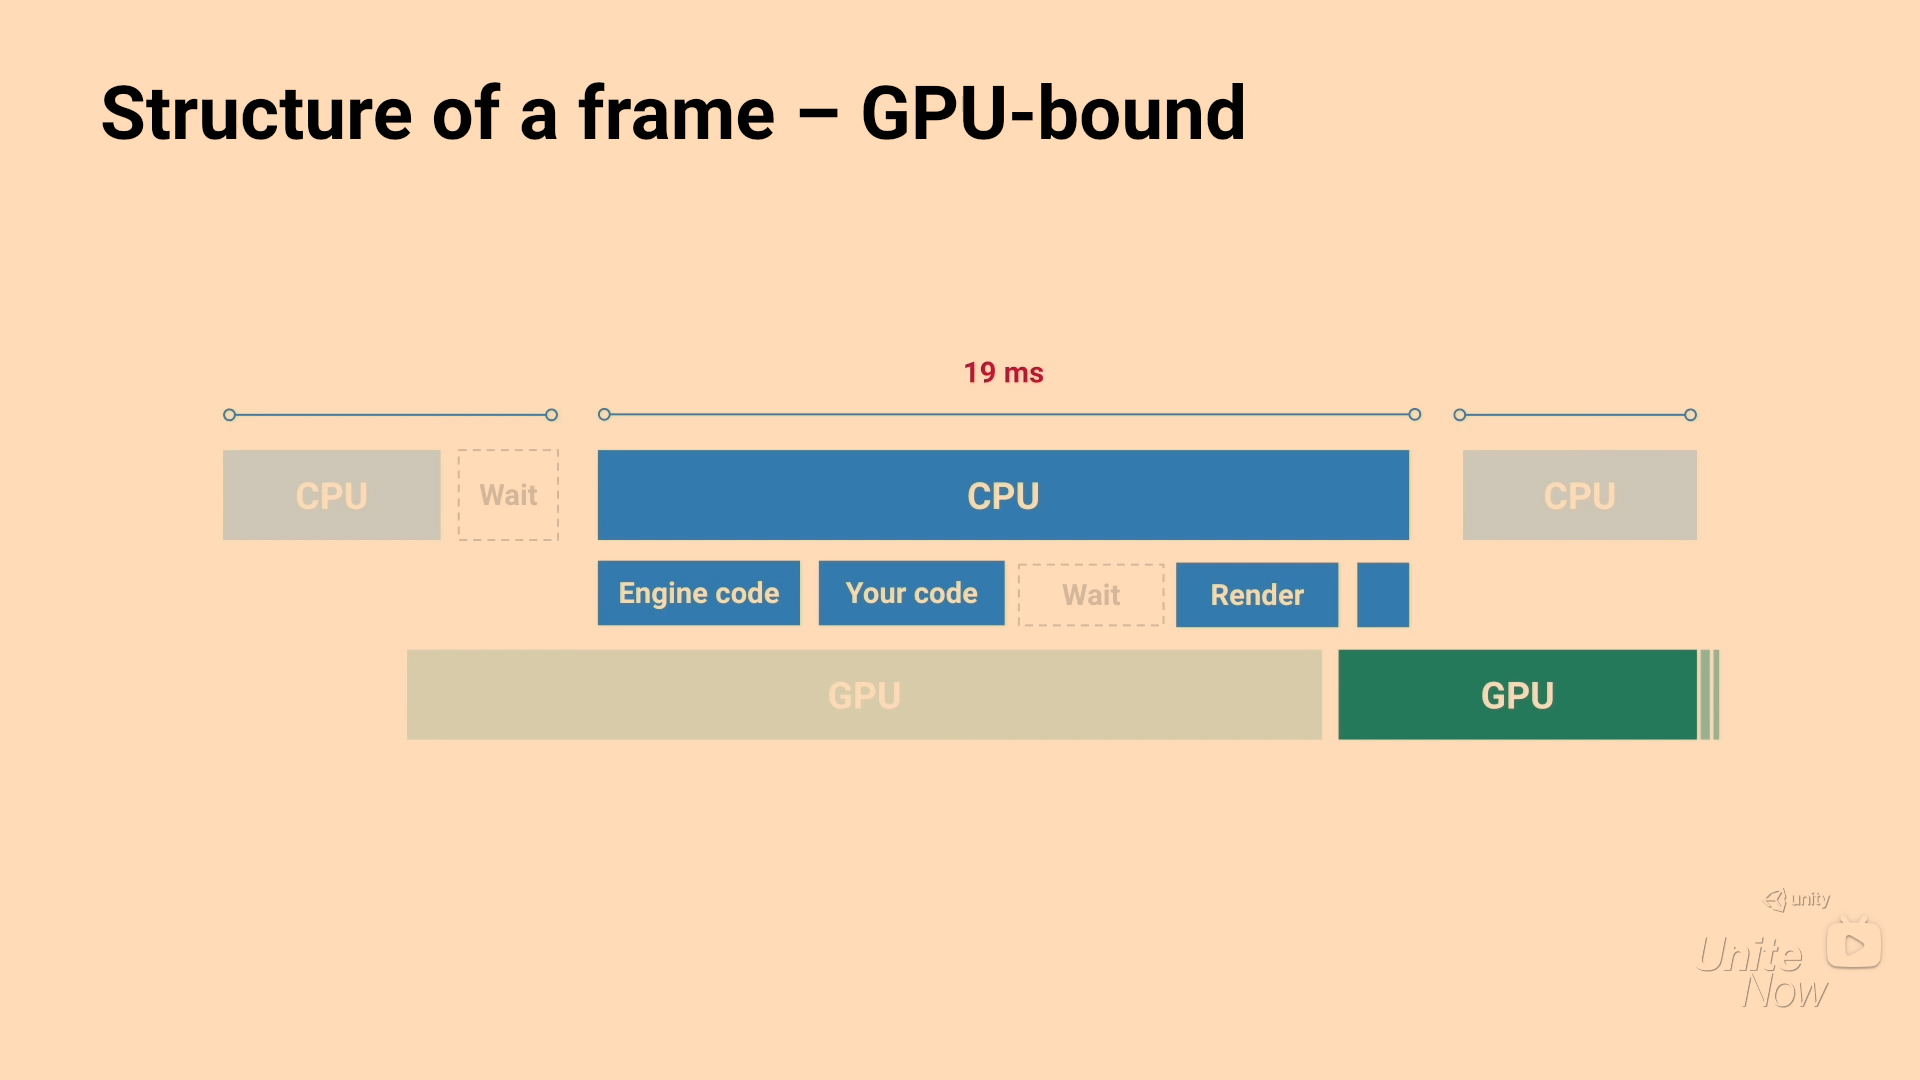 Structure of a frame – GPU-bound
19 ms
CPU
Wait
CPU
CPU
Engine code
Your code
Wait
Render
GPU
GPU
unity
Unite
Now